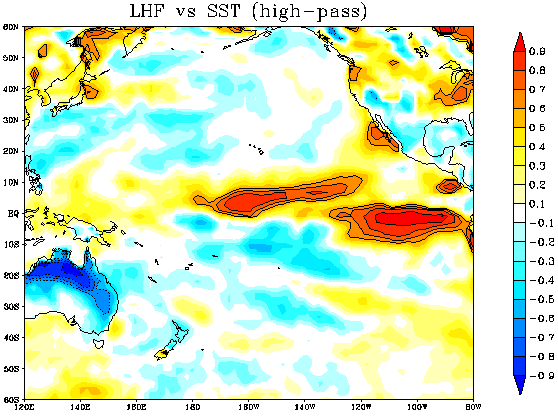 LHF vs SST (high-pass)
60N
50N
40N
30N
20N
10N
EQ
10S
20S
30S
40S
50S
60S
120E
140E
160E
180
160W
140W
120W
100W
80W
0.9
0.8
0.7
0.6
0.5
0.4
0.3
0.2
0.1
-0.1
-0.2
-0.3
-0.4
-0.5
-0.6
-0.7
-0.8
-0.9